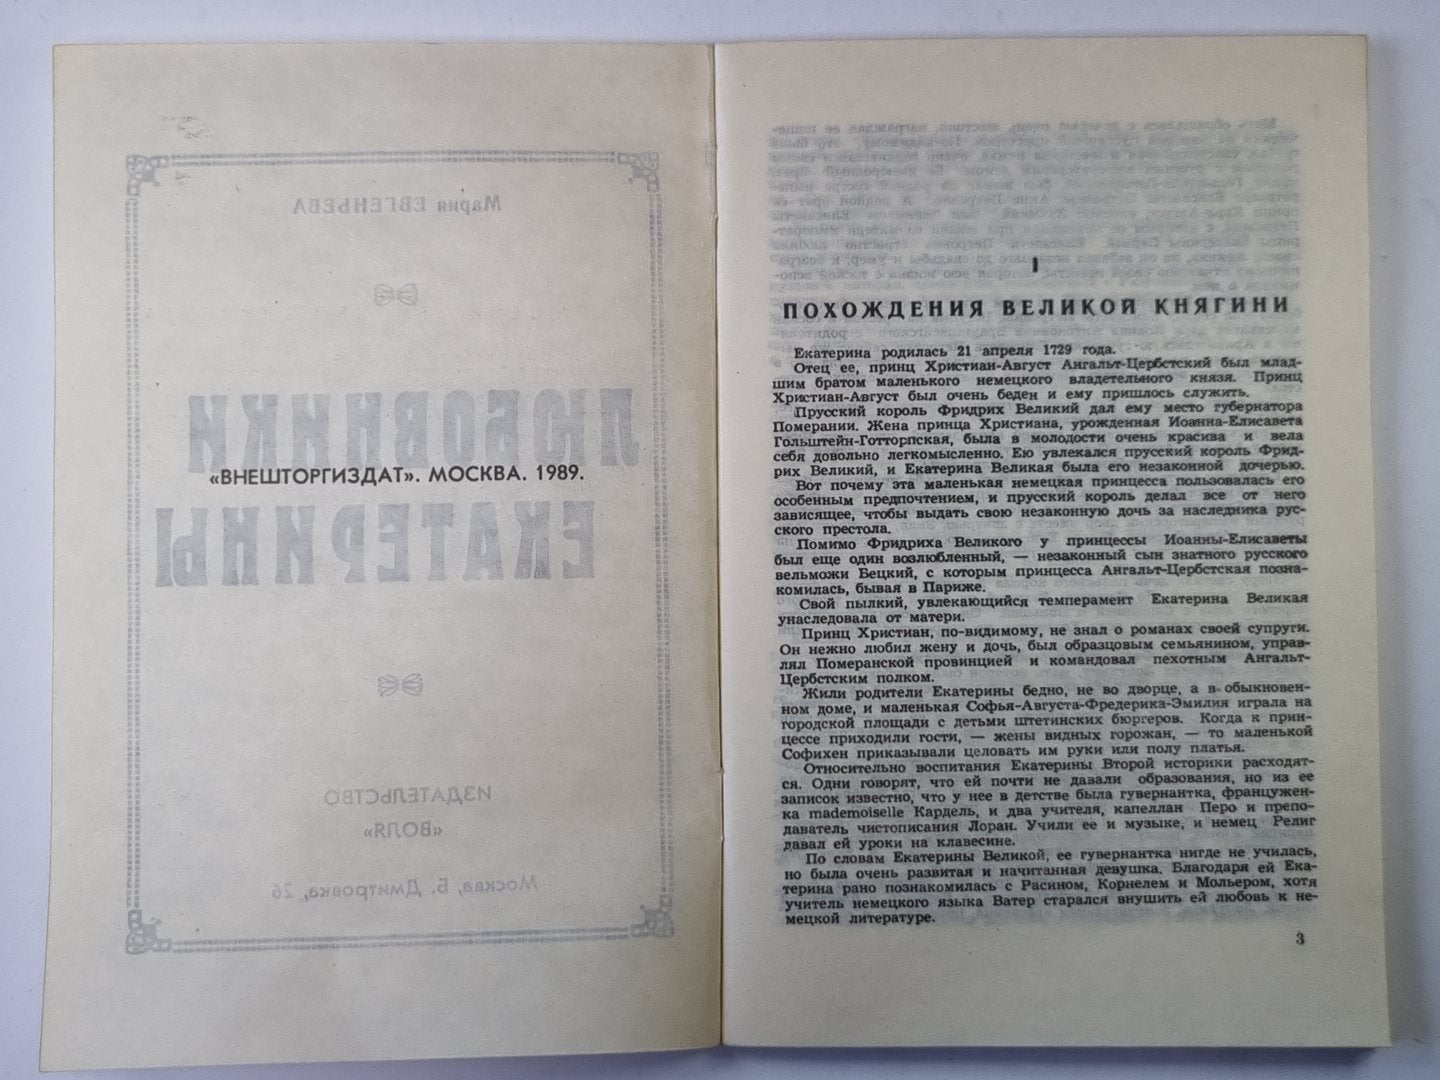 Мария ЕВГЕНЬЕВА
ЛЮБОВНИКИ
«ВНЕШТОРГИЗДАТ». МОСКВА. 1989.
ЕКАТЕРИНЫ
ИЗДАТЕЛЬСТВО
«ВОЛЯ»
Москва, Б. Дмитровка, 26
I
ПОХОЖДЕНИЯ ВЕЛИКОЙ КНЯГИНИ
Екатерина родилась 21 апреля 1729 года.
Отец ее, принц Христиан-Август Ангальт-Цербстский был млад-
шим братом маленького немецкого владетельного князя. Принц
Христиан-Август был очень беден и ему пришлось служить.
Прусский король Фридрих Великий дал ему место губернатора
Померании. Жена принца Христиана, урожденная Иоанна-Елисавета
Гольштейн-Готторпская, была в молодости очень красива и вела
себя довольно легкомысленно. Ею увлекался прусский король Фрид-
рих Великий, и Екатерина Великая была его незаконной дочерью.
Вот почему эта маленькая немецкая принцесса пользовалась его
особенным предпочтением, и прусский король делал все от него
зависящее, чтобы выдать свою незаконную дочь за наследника рус-
ского престола.
Помимо Фридриха Великого у принцессы Иоанны-Елисаветы
был еще один возлюбленный, — незаконный сын знатного русского
вельможи Бецкий, с которым принцесса Ангальт-Цербстская позна-
комилась, бывая в Париже.
Свой пылкий, увлекающийся темперамент Екатерина Великая
унаследовала от матери.
Принц Христиан, по-видимому, не знал о романах своей супруги.
Он нежно любил жену и дочь, был образцовым семьянином, управ-
лял Померанской провинцией и командовал пехотным Ангальт-
Цербстским полком.
Жили родители Екатерины бедно, не во дворце, а в обыкновен-
ном доме, и маленькая Софья-Августа-Фредерика-Эмилия играла на
городской площади с детьми штетинских бюргеров. Когда к прин-
цессе приходили гости, — жены видных горожан, — то маленькой
Софихен приказывали целовать им руки или полу платья.
Относительно воспитания Екатерины Второй историки расходят-
ся. Одни говорят, что ей почти не давали образования, но из ее
записок известно, что у нее в детстве была гувернантка, француженка
ка mademoiselle Кардель, и два учителя, капеллан Перо и препо-
даватель чистописания Лоран. Учили ее и музыке, и немец Религ
давал ей уроки на клавесине.
По словам Екатерины Великой, ее гувернантка нигде не училась,
но была очень развитая и начитанная девушка. Благодаря ей Ека-
терина рано познакомилась с Расином, Корнелем и Мольером, хотя
учитель немецкого языка Ватер старался внушить ей любовь к не-
мецкой литературе.
3